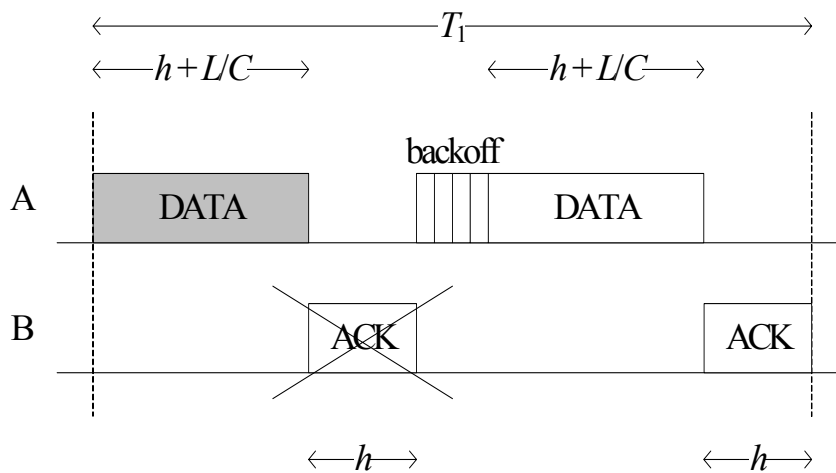 T₁
h + L/C h + L/C
backoff
A DATA DATA
B ACK ACK
h h